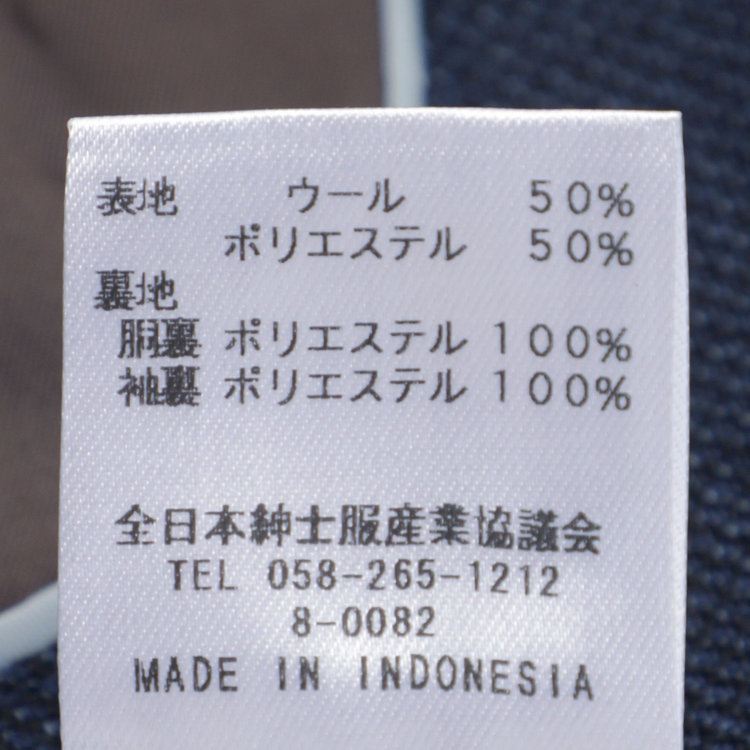 表地 ウール 50%
ポリエステル 50%
裏地
胴裏 ポリエステル 100%
袖裏 ポリエステル 100%
全日本紳士服産業協議会
TEL 058-265-1212
8-0082
MADE IN INDONESIA